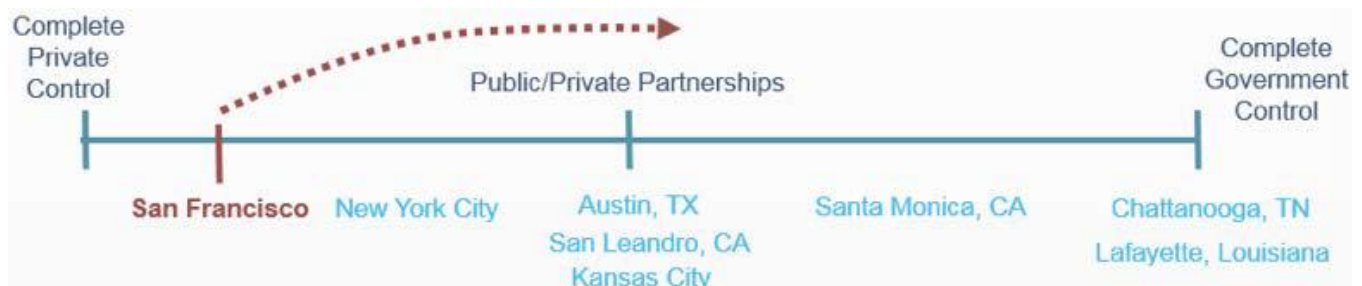 Complete
Private
Control
Public/Private Partnerships
Complete
Government
Control
San Francisco
New York City
Austin, TX
San Leandro, CA
Kansas City
Santa Monica, CA
Chattanooga, TN
Lafayette, Louisiana